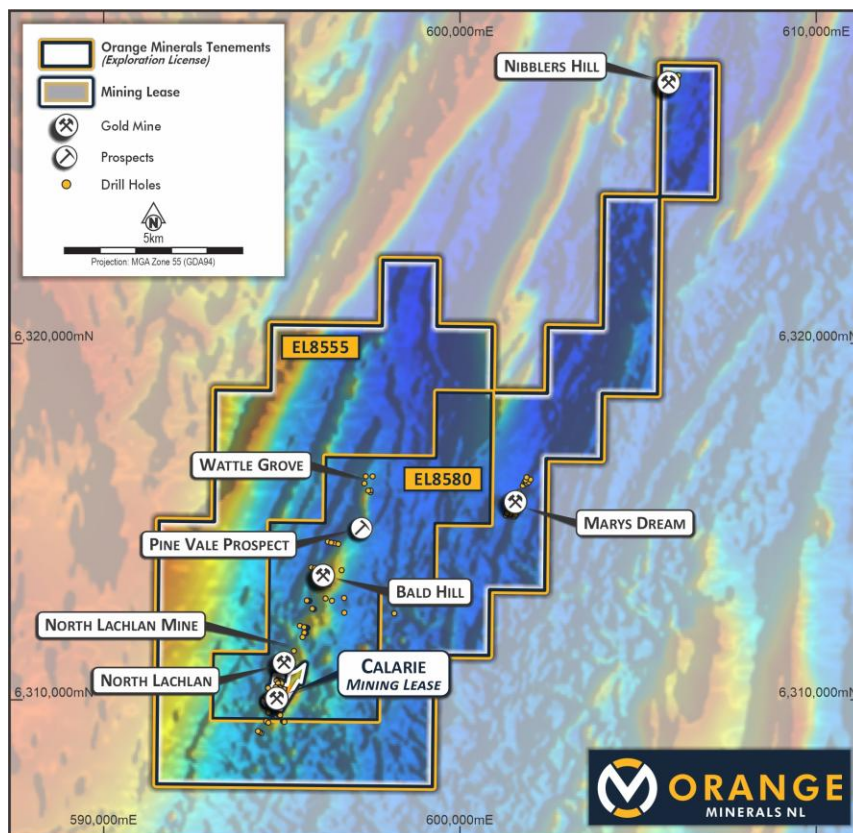 600,000mE
610,000mE
Orange Minerals Tenements
(Exploration License)
Mining Lease
Gold Mine
Prospects
Drill Holes
N
5km
Projection: MGA Zone 55 (GDA94)
NIBBLERS HILL
6,320,000mN
6,320,000mN
EL8555
WATTLE GROVE
EL8580
MARYS DREAM
PINE VALE PROSPECT
BALD HILL
NORTH LACHLAN MINE
CALARIE
MINING LEASE
NORTH LACHLAN
6,310,000mN
6,310,000mN
ORANGE
MINERALS NL
590,000mE
600,000mE